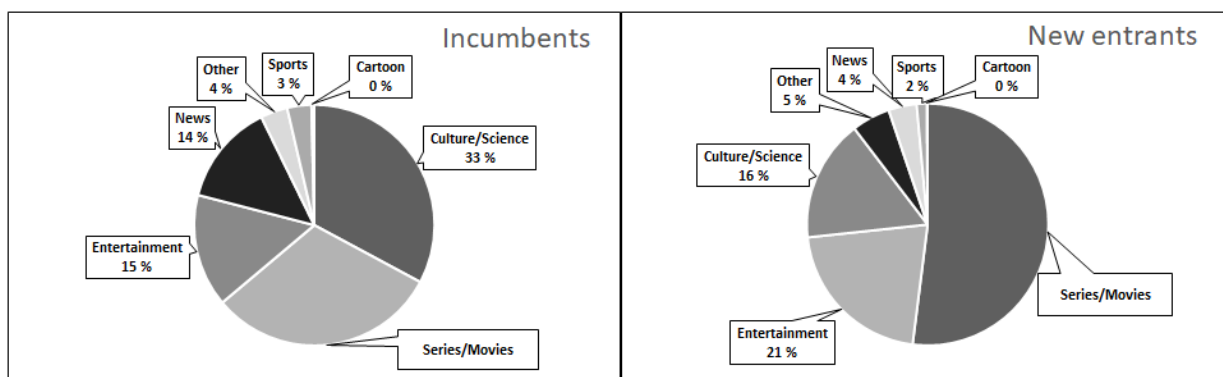 Incumbents
Sports
3 %
Cartoon
0 %
Other
4 %
News
14 %
Culture/Science
33 %
Entertainment
15 %
Series/Movies
New entrants
News
4 %
Sports
2 %
Cartoon
0 %
Other
5 %
Culture/Science
16 %
Series/Movies
Entertainment
21 %